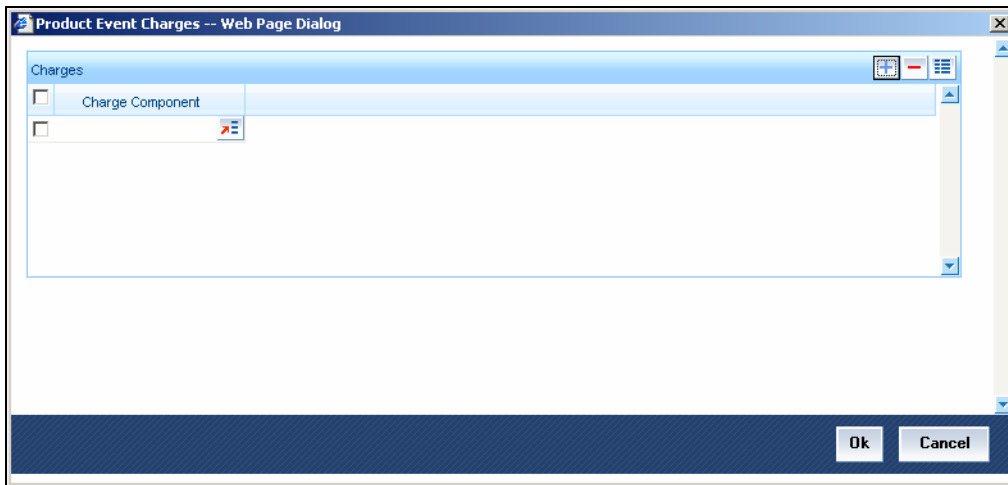 Product Event Charges -- Web Page Dialog
Charges
Charge Component
Ok Cancel